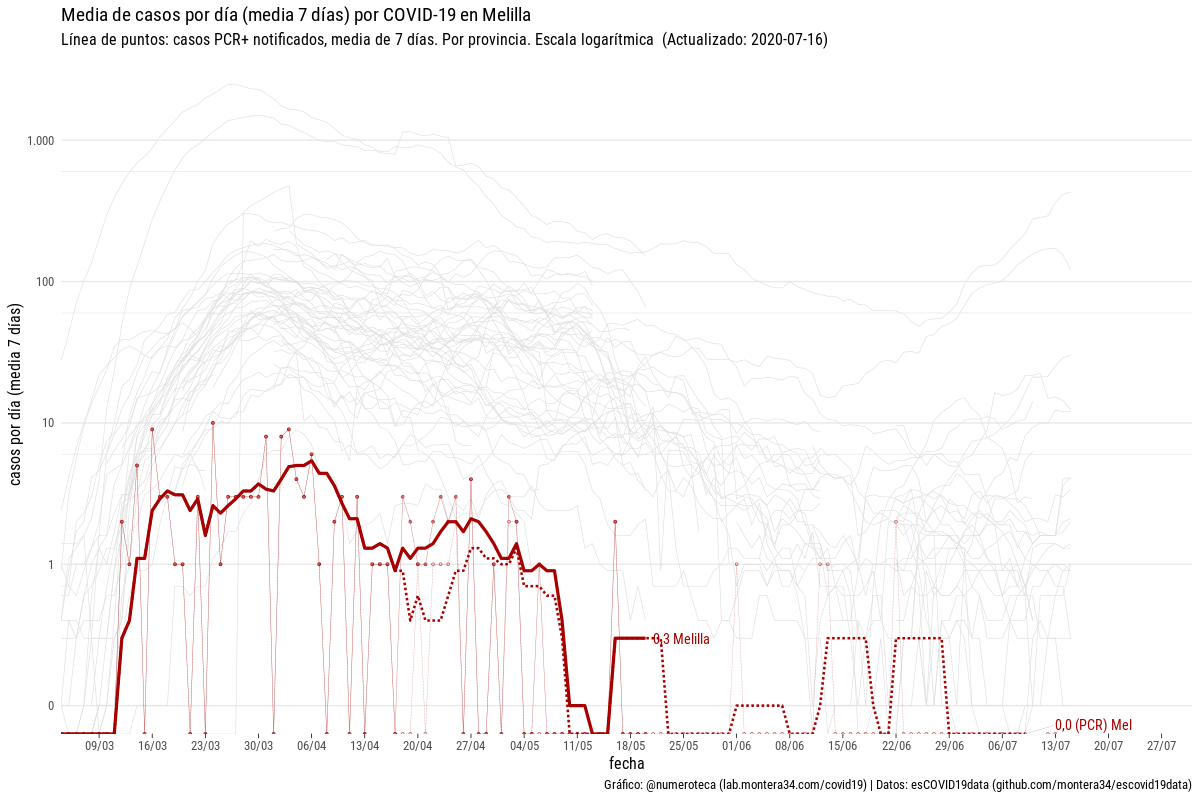 Media de casos por día (media 7 días) por COVID-19 en Melilla
Línea de puntos: casos PCR+ notificados, media de 7 días. Por provincia. Escala logarítmica  (Actualizado: 2020-07-16)
casos por día (media 7 días)
1.000
100
10
1
0
0,3 Melilla
0,0 (PCR) Mel
09/03 16/03 23/03 30/03 06/04 13/04 20/04 27/04 04/05 11/05 18/05 25/05 01/06 08/06 15/06 22/06 29/06 06/07 13/07 20/07 27/07
fecha
Gráfico: @numeroteca (lab.montera34.com/covid19) | Datos: esCOVID19data (github.com/montera34/escovid19data)